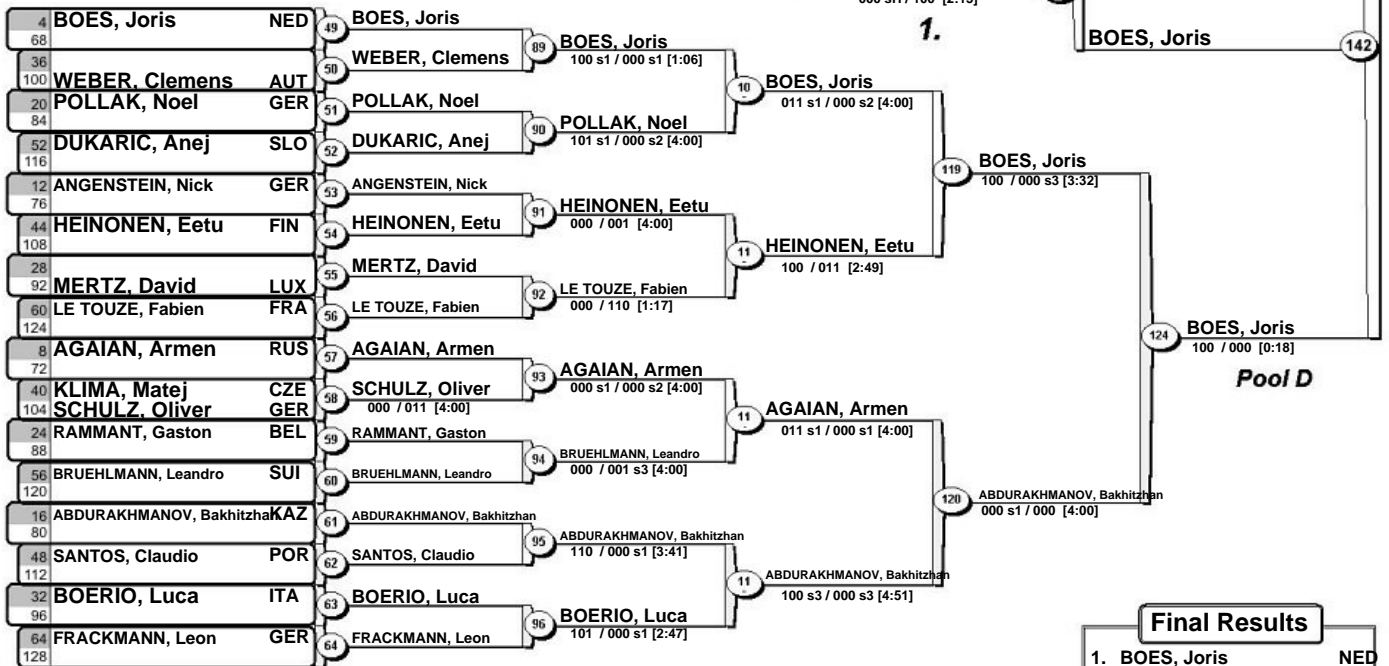 1.
BOES, Joris
142
4 BOES, Joris NED
68
36
100 WEBER, Clemens AUT
20 POLLAK, Noel GER
84
52 DUKARIC, Anej SLO
116
12 ANGENSTEIN, Nick GER
76
44 HEINONEN, Eetu FIN
108
28
92 MERTZ, David LUX
60 LE TOUZE, Fabien FRA
124
8 AGAIAN, Armen RUS
72
40 KLIMA, Matej CZE
104 SCHULZ, Oliver GER
24 RAMMANT, Gaston BEL
88
56 BRUEHLMANN, Leandro SUI
120
16 ABDURAKHMANOV, Bakhitzhan KAZ
80
48 SANTOS, Claudio POR
112
32 BOERIO, Luca ITA
96
64 FRACKMANN, Leon GER
128
49 BOES, Joris
50 WEBER, Clemens
51 POLLAK, Noel
52 DUKARIC, Anej
53 ANGENSTEIN, Nick
54 HEINONEN, Eetu
55 MERTZ, David
56 LE TOUZE, Fabien
57 AGAIAN, Armen
58 SCHULZ, Oliver
000 / 011 [4:00]
59 RAMMANT, Gaston
60 BRUEHLMANN, Leandro
61 ABDURAKHMANOV, Bakhitzhan
62 SANTOS, Claudio
63 BOERIO, Luca
64 FRACKMANN, Leon
89 BOES, Joris
100 s1 / 000 s1 [1:06]
90 POLLAK, Noel
101 s1 / 000 s2 [4:00]
91 HEINONEN, Eetu
000 / 001 [4:00]
92 LE TOUZE, Fabien
000 / 110 [1:17]
93 AGAIAN, Armen
000 s1 / 000 s2 [4:00]
94 BRUEHLMANN, Leandro
000 / 001 s3 [4:00]
95 ABDURAKHMANOV, Bakhitzhan
110 / 000 s1 [3:41]
96 BOERIO, Luca
101 / 000 s1 [2:47]
10 BOES, Joris
011 s1 / 000 s2 [4:00]
11 HEINONEN, Eetu
100 / 011 [2:49]
11 AGAIAN, Armen
011 s1 / 000 s1 [4:00]
11 ABDURAKHMANOV, Bakhitzhan
100 s3 / 000 s3 [4:51]
119 BOES, Joris
100 / 000 s3 [3:32]
120 ABDURAKHMANOV, Bakhitzhan
000 s1 / 000 [4:00]
124 BOES, Joris
100 / 000 [0:18]
Pool D
Final Results
1. BOES, Joris NED